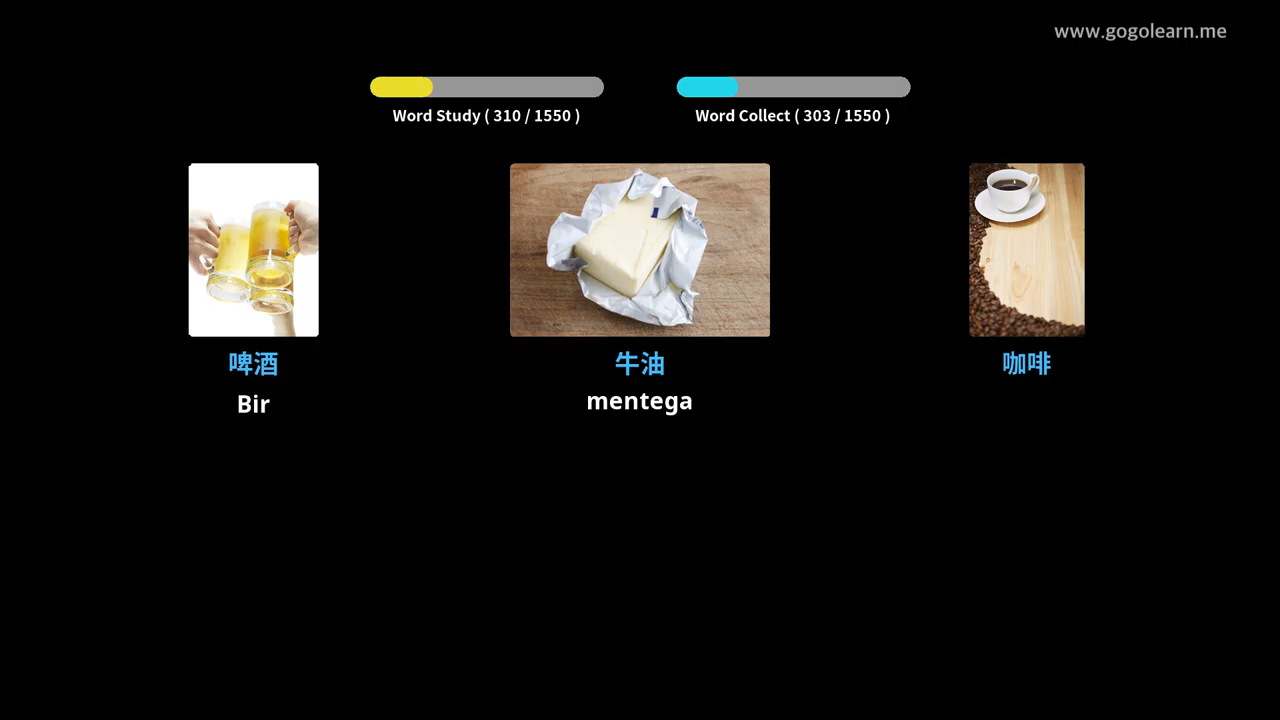 www.gogolearn.me
Word Study ( 310 / 1550 )
Word Collect ( 303 / 1550 )
啤酒
牛油
咖啡
Bir
mentega